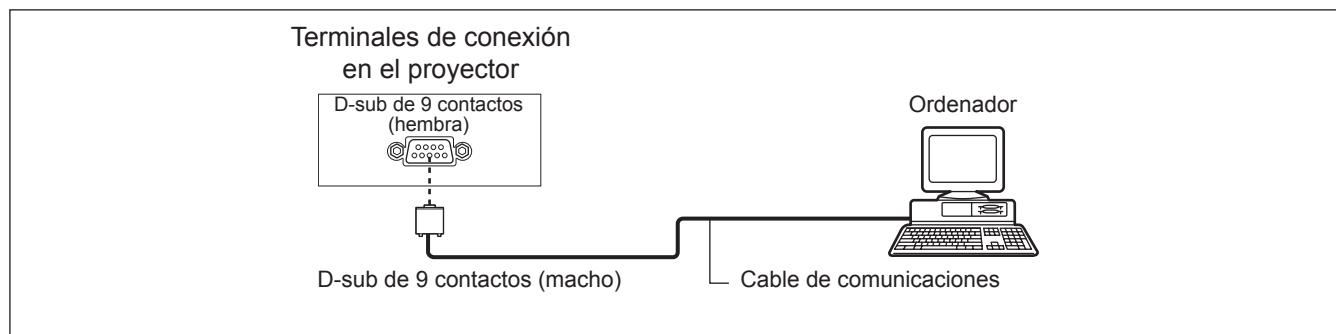 Terminales de conexión
en el proyector
D-sub de 9 contactos
(hembra)
Ordenador
D-sub de 9 contactos (macho)
Cable de comunicaciones